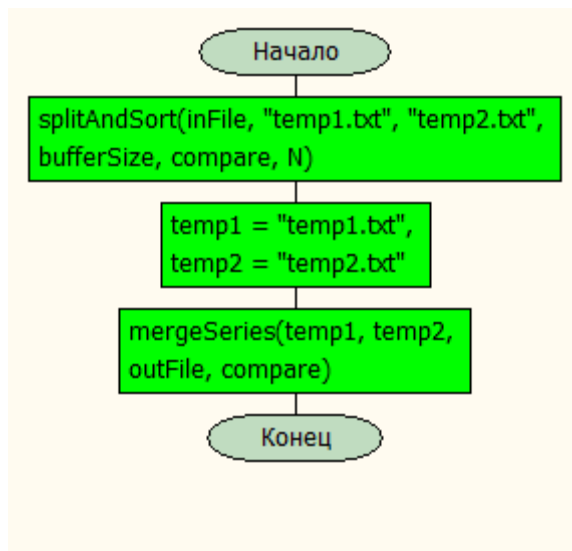 Начало
splitAndSort(inFile, "temp1.txt", "temp2.txt",
bufferSize, compare, N)
temp1 = "temp1.txt",
temp2 = "temp2.txt"
mergeSeries(temp1, temp2,
outFile, compare)
Конец